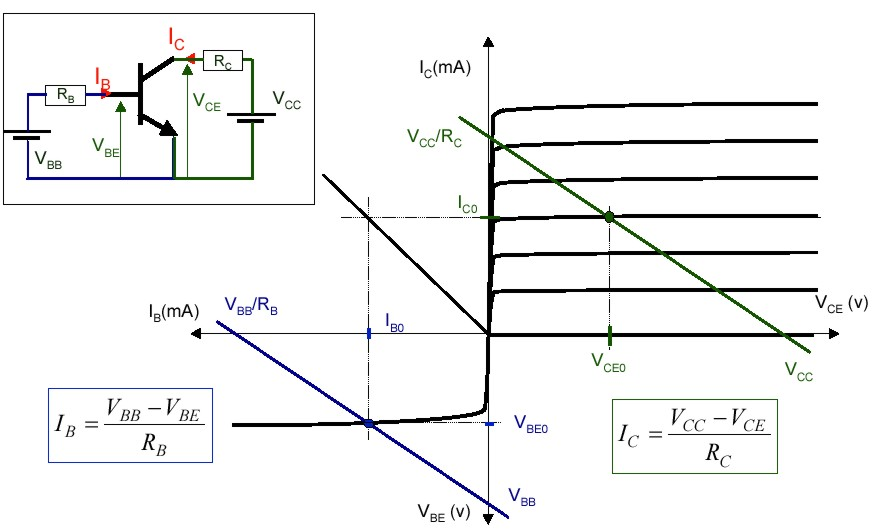 I_C
R_C
I_B
R_B
V_CE
V_CC
V_BE
V_BB
I_C(mA)
V_CC/R_C
I_C0
V_CE (v)
I_B(mA)
V_BB/R_B
I_B0
V_CE0
V_CC
I_B = (V_BB − V_BE) / R_B
V_BE0
I_C = (V_CC − V_CE) / R_C
V_BB
V_BE (v)